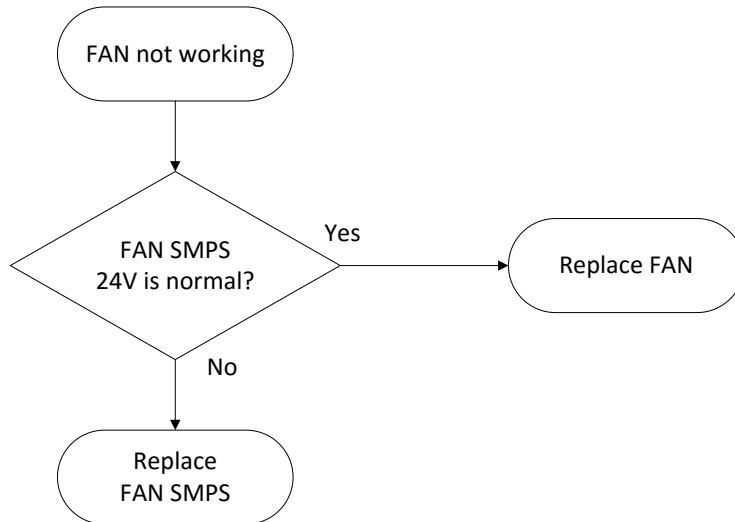 FAN not working
FAN SMPS
24V is normal?
Yes
Replace FAN
No
Replace
FAN SMPS